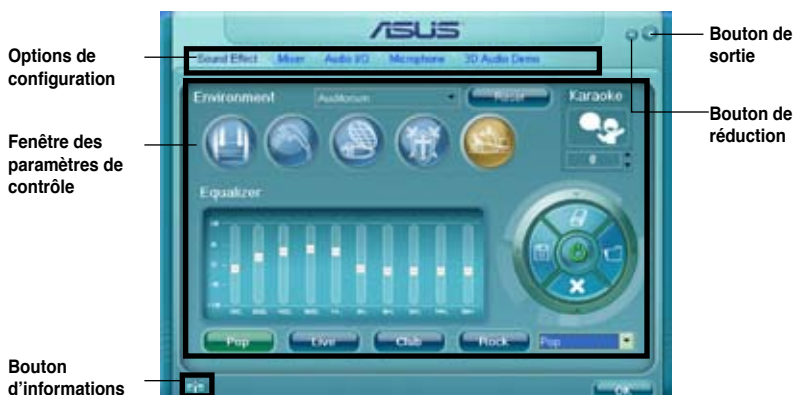 ASUS
Bouton de
sortie
Options de
configuration
Sound Effect Mixer Audio I/O Microphone 3D Audio Demo
Environment Auditorium Reset Karaoke
Bouton de
réduction
Fenêtre des
paramètres de
contrôle
0
Equalizer
Pop Live Club Rock Pop
Bouton
d'informations
OK